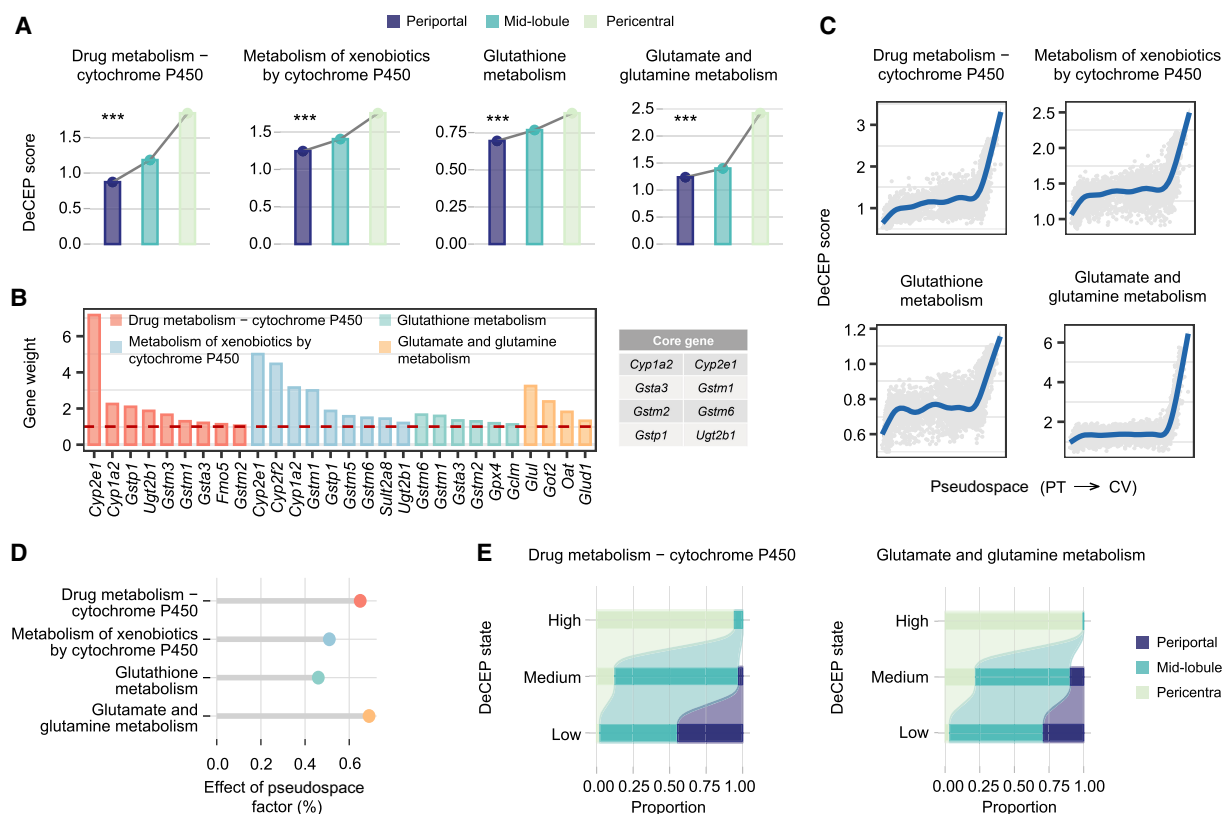 A
Periportal
Mid-lobule
Pericentral
Drug metabolism −
cytochrome P450
Metabolism of xenobiotics
by cytochrome P450
Glutathione
metabolism
Glutamate and
glutamine metabolism
DeCEP score
1.5
1.0
0.5
0.0
***
1.5
1.0
0.5
0.0
***
0.75
0.50
0.25
0.00
***
2.5
2.0
1.5
1.0
0.5
0.0
***
B
Gene weight
6
4
2
0
Drug metabolism − cytochrome P450
Metabolism of xenobiotics by
cytochrome P450
Glutathione metabolism
Glutamate and glutamine
metabolism
Cyp2e1
Cyp1a2
Gstp1
Ugt2b1
Gstm3
Gstm1
Gsta3
Fmo5
Gstm2
Cyp2e1
Cyp2f2
Cyp1a2
Gstm1
Gstp1
Gstm5
Gstm6
Sult2a8
Ugt2b1
Gstm6
Gstm1
Gsta3
Gstm2
Gpx4
Gclm
Glul
Got2
Oat
Glud1
Core gene
Cyp1a2 Cyp2e1
Gsta3 Gstm1
Gstm2 Gstm6
Gstp1 Ugt2b1
C
Drug metabolism −
cytochrome P450
Metabolism of xenobiotics
by cytochrome P450
DeCEP score
3
2
1
2.5
2.0
1.5
1.0
Glutathione
metabolism
Glutamate and
glutamine metabolism
1.2
1.0
0.8
0.6
6
4
2
Pseudospace (PT → CV)
D
Drug metabolism −
cytochrome P450
Metabolism of xenobiotics
by cytochrome P450
Glutathione
metabolism
Glutamate and
glutamine metabolism
0.0 0.2 0.4 0.6
Effect of pseudospace
factor (%)
E
Drug metabolism − cytochrome P450
DeCEP state
High
Medium
Low
0.00 0.25 0.50 0.75 1.00
Proportion
Glutamate and glutamine metabolism
DeCEP state
High
Medium
Low
0.00 0.25 0.50 0.75 1.00
Proportion
Periportal
Mid-lobule
Pericentra